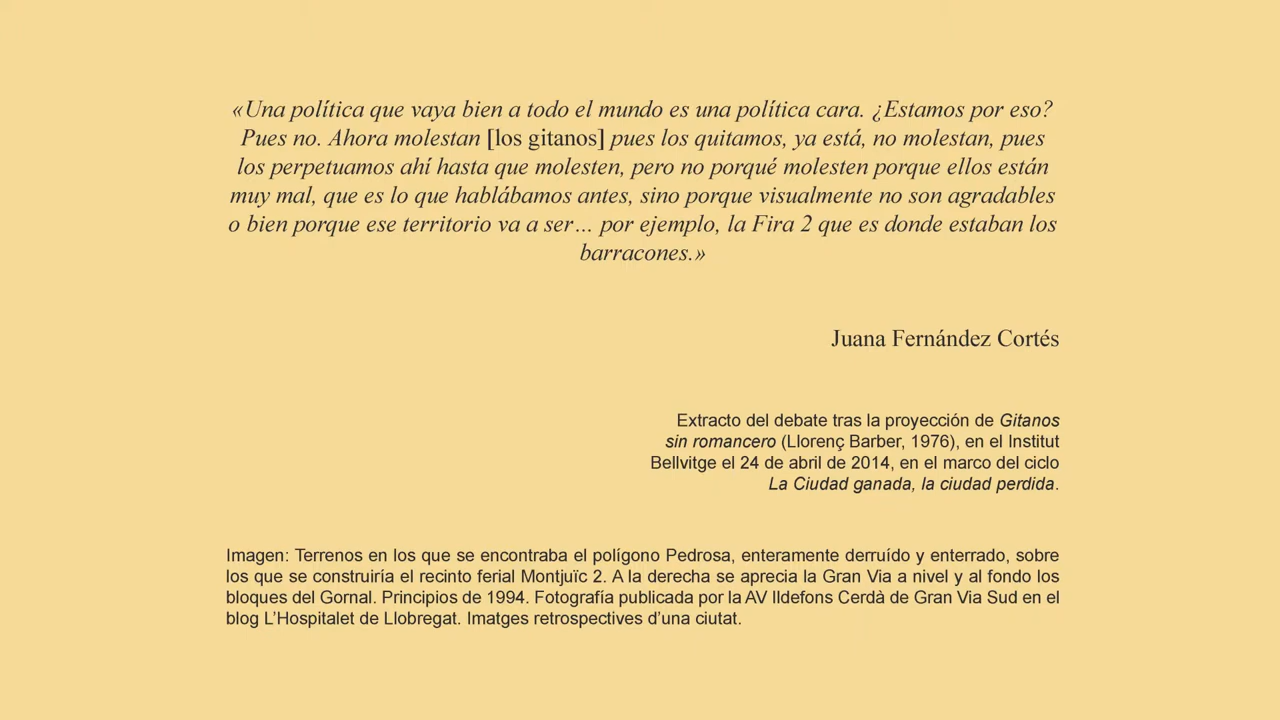 «Una política que vaya bien a todo el mundo es una política cara. ¿Estamos por eso?
Pues no. Ahora molestan [los gitanos] pues los quitamos, ya está, no molestan, pues
los perpetuamos ahí hasta que molesten, pero no porqué molesten porque ellos están
muy mal, que es lo que hablábamos antes, sino porque visualmente no son agradables
o bien porque ese territorio va a ser… por ejemplo, la Fira 2 que es donde estaban los
barracones.»
Juana Fernández Cortés
Extracto del debate tras la proyección de Gitanos
sin romancero (Llorenç Barber, 1976), en el Institut
Bellvitge el 24 de abril de 2014, en el marco del ciclo
La Ciudad ganada, la ciudad perdida.
Imagen: Terrenos en los que se encontraba el polígono Pedrosa, enteramente derruído y enterrado, sobre
los que se construiría el recinto ferial Montjuïc 2. A la derecha se aprecia la Gran Via a nivel y al fondo los
bloques del Gornal. Principios de 1994. Fotografía publicada por la AV Ildefons Cerdà de Gran Via Sud en el
blog L’Hospitalet de Llobregat. Imatges retrospectives d’una ciutat.